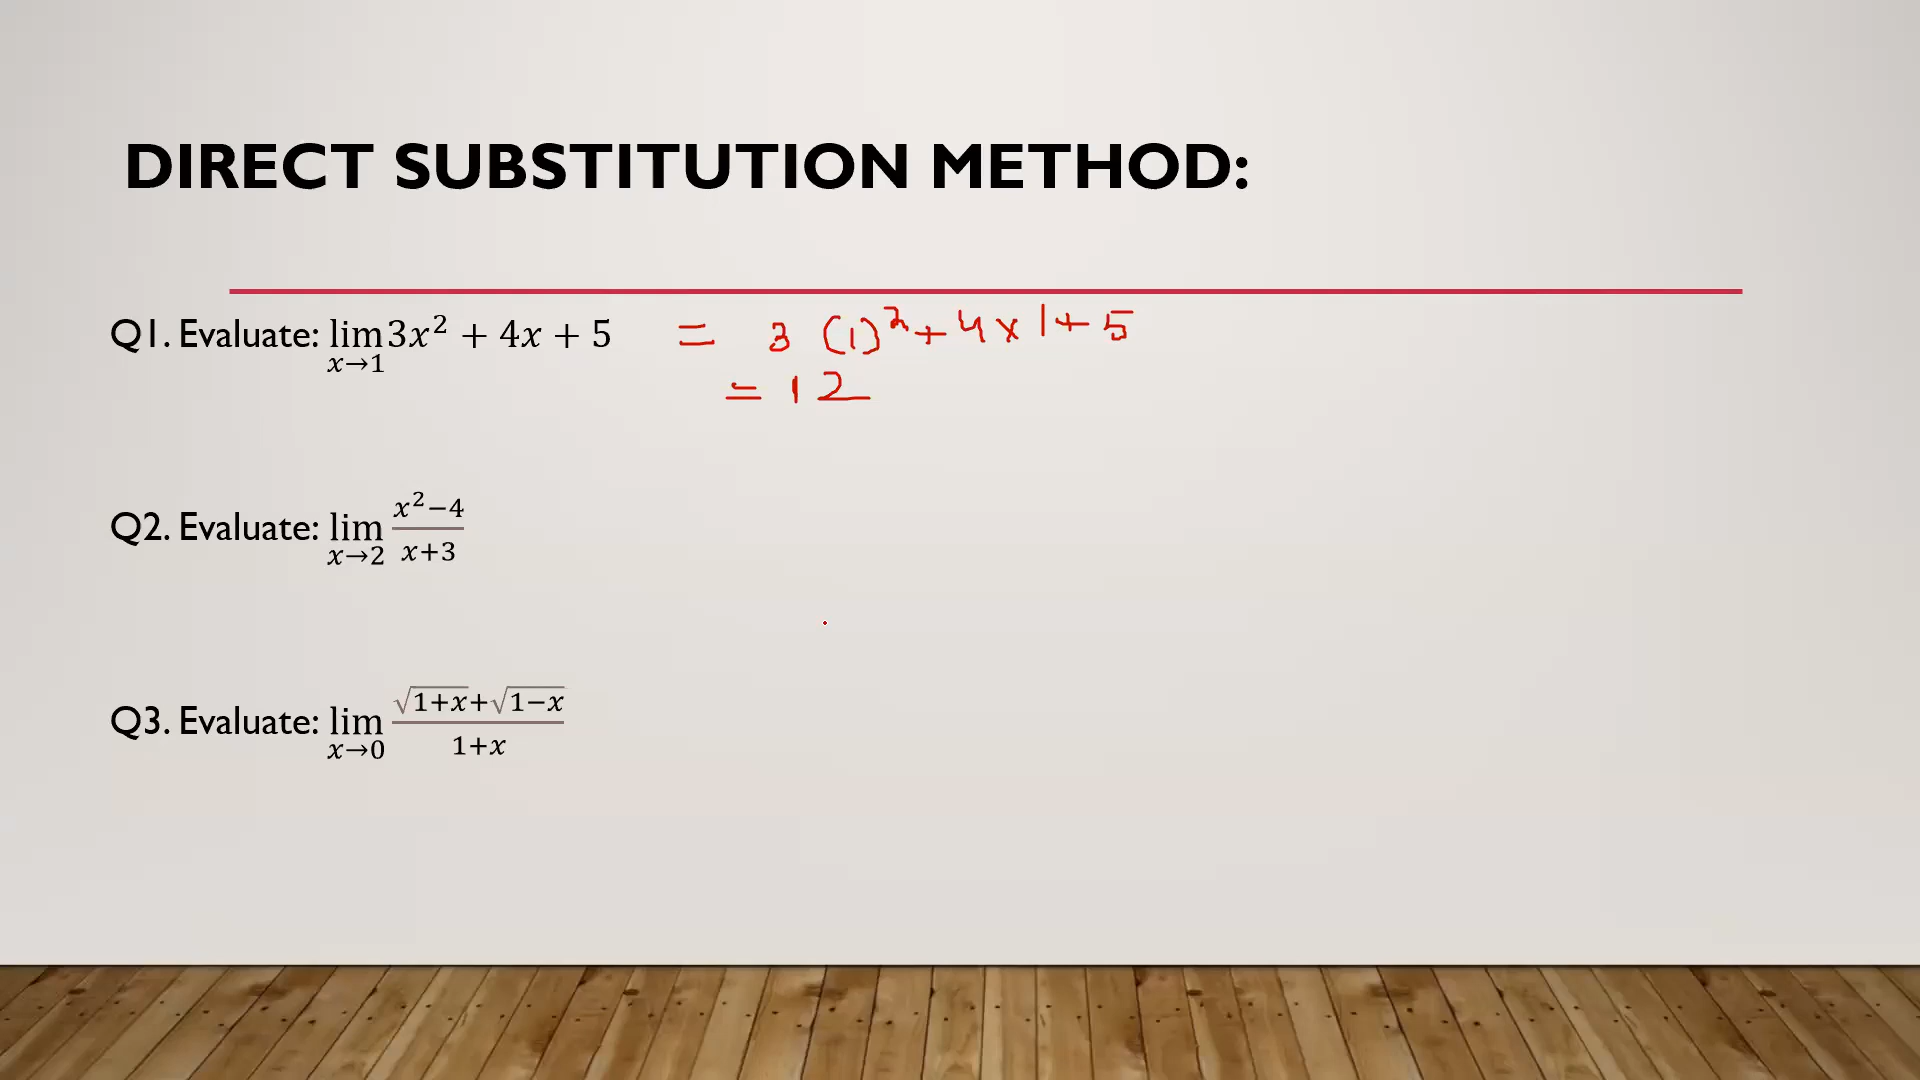 DIRECT SUBSTITUTION METHOD:
Q1. Evaluate: lim x→1 3x² + 4x + 5 = 3 (1)² + 4 x 1 + 5
= 12
Q2. Evaluate: lim x→2 x²−4 / x+3
Q3. Evaluate: lim x→0 √1+x+√1−x / 1+x